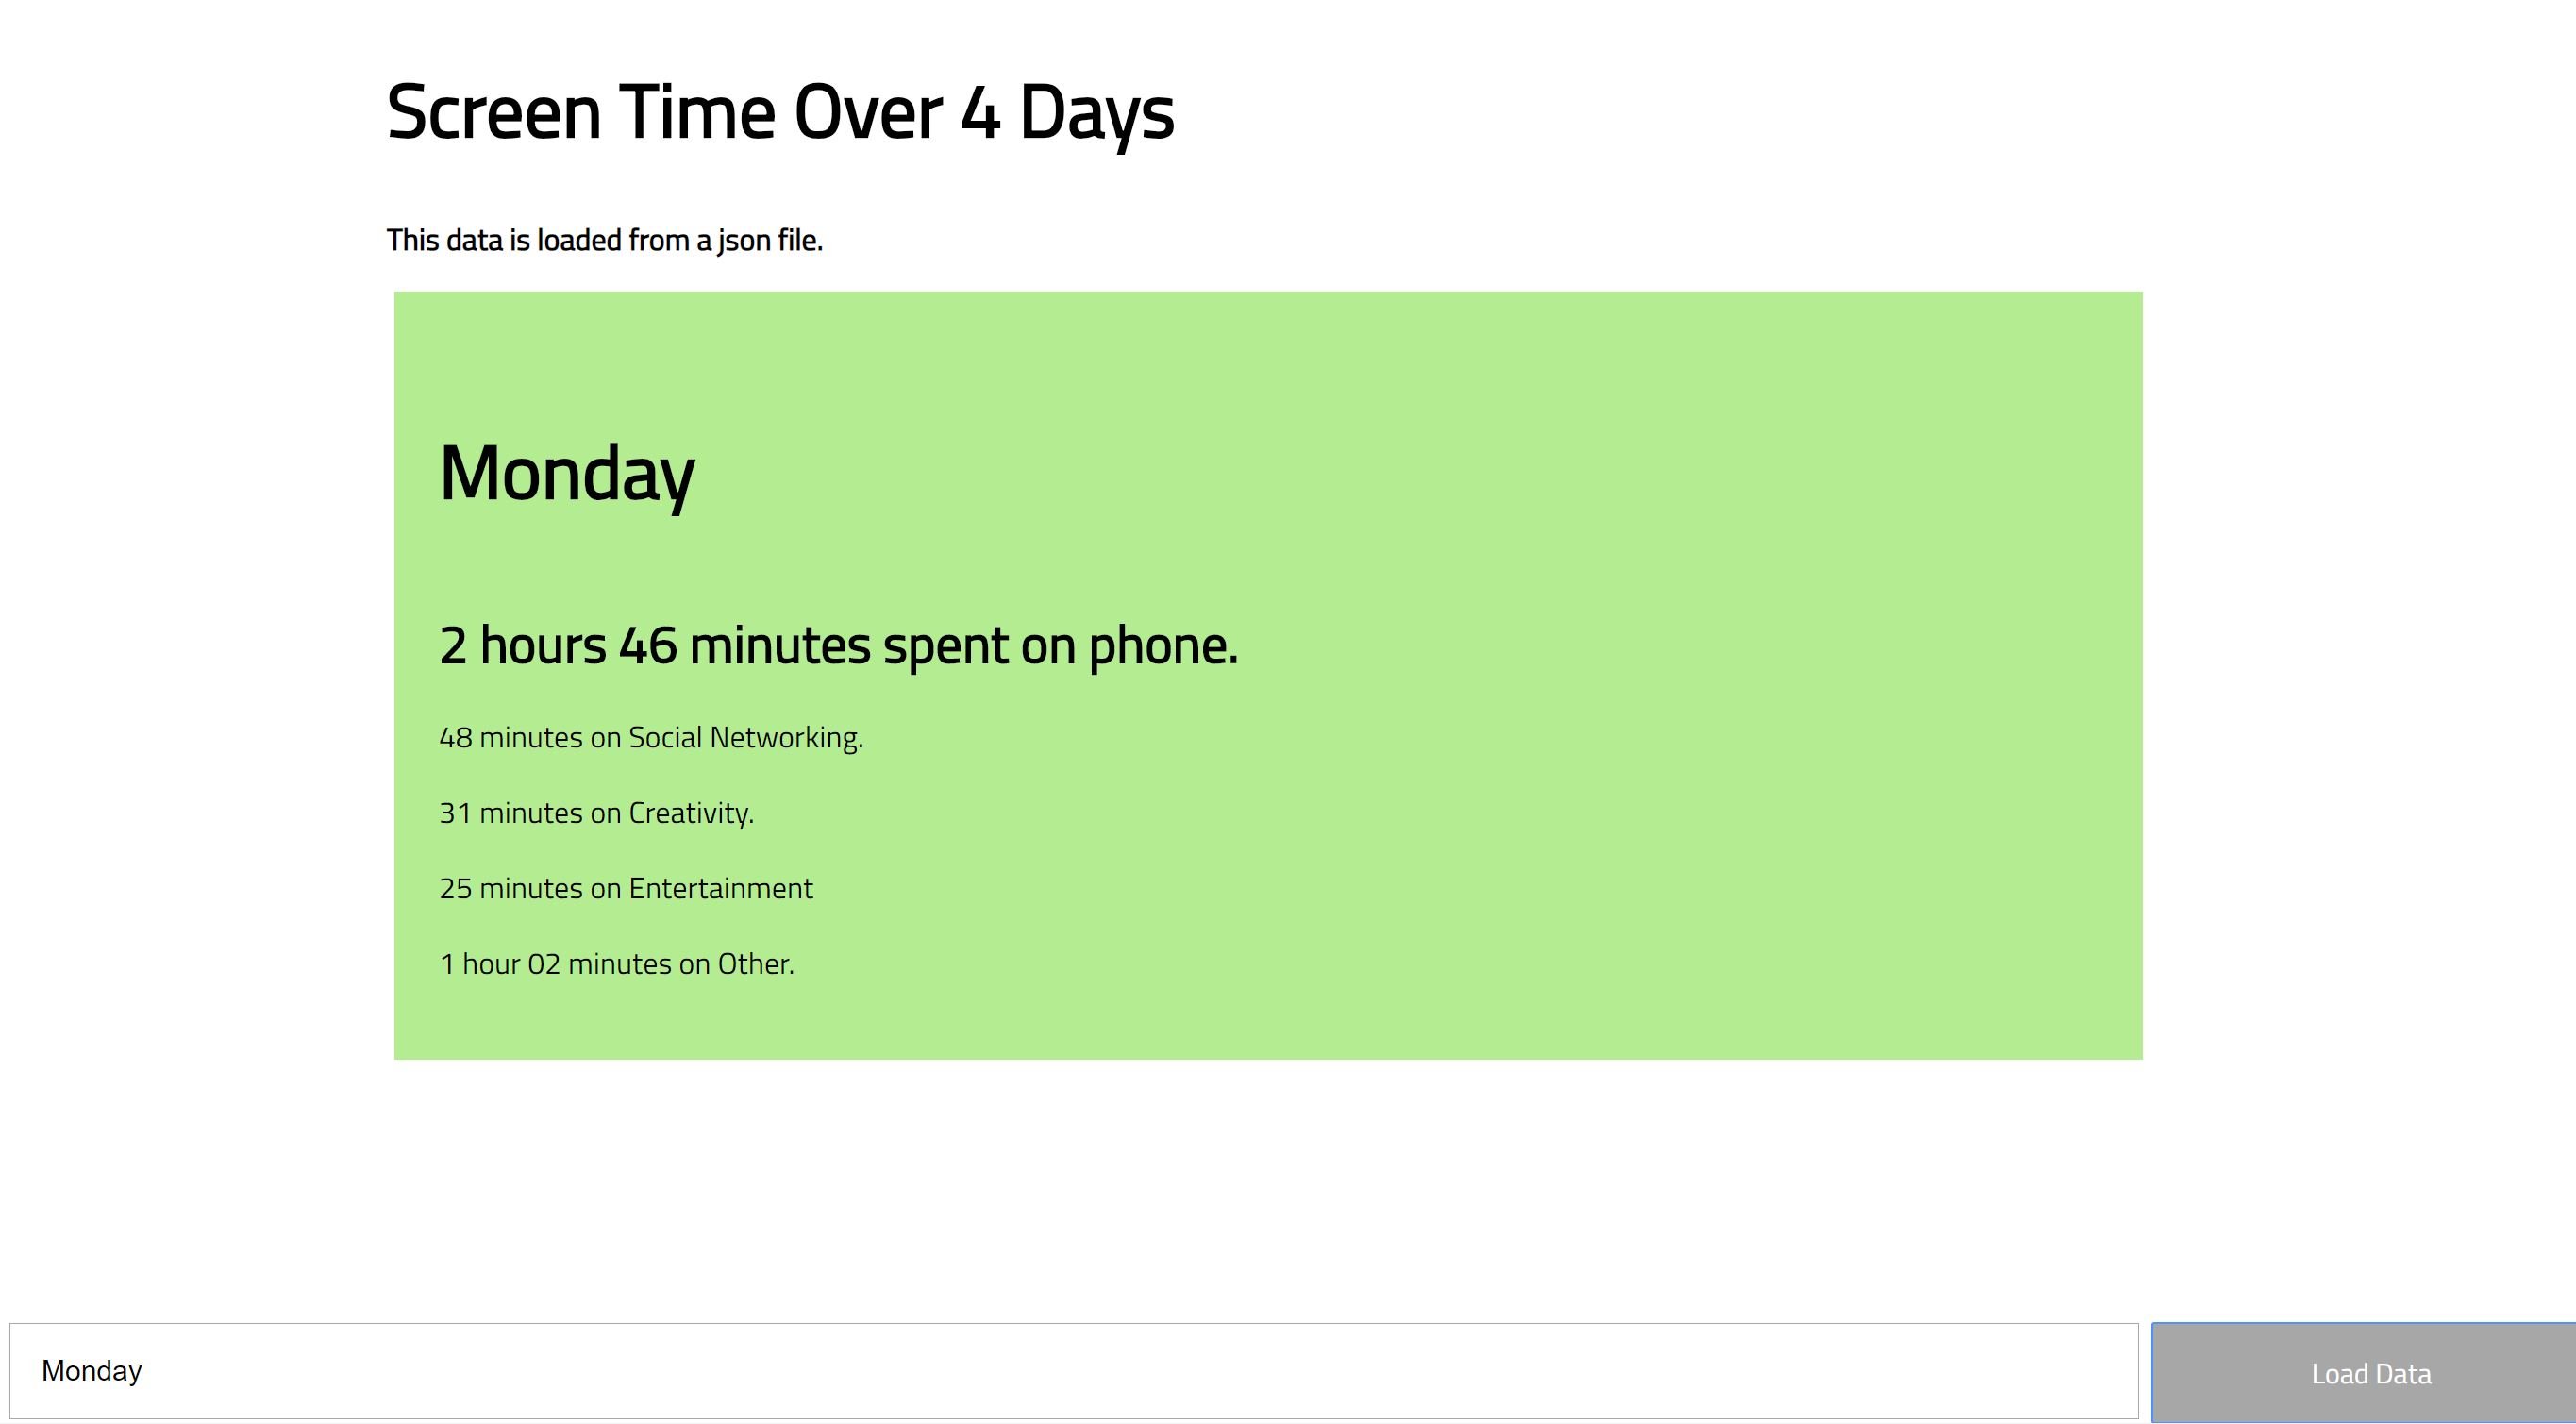 Screen Time Over 4 Days
This data is loaded from a json file.
Monday
2 hours 46 minutes spent on phone.
48 minutes on Social Networking.
31 minutes on Creativity.
25 minutes on Entertainment
1 hour 02 minutes on Other.
Monday
Load Data